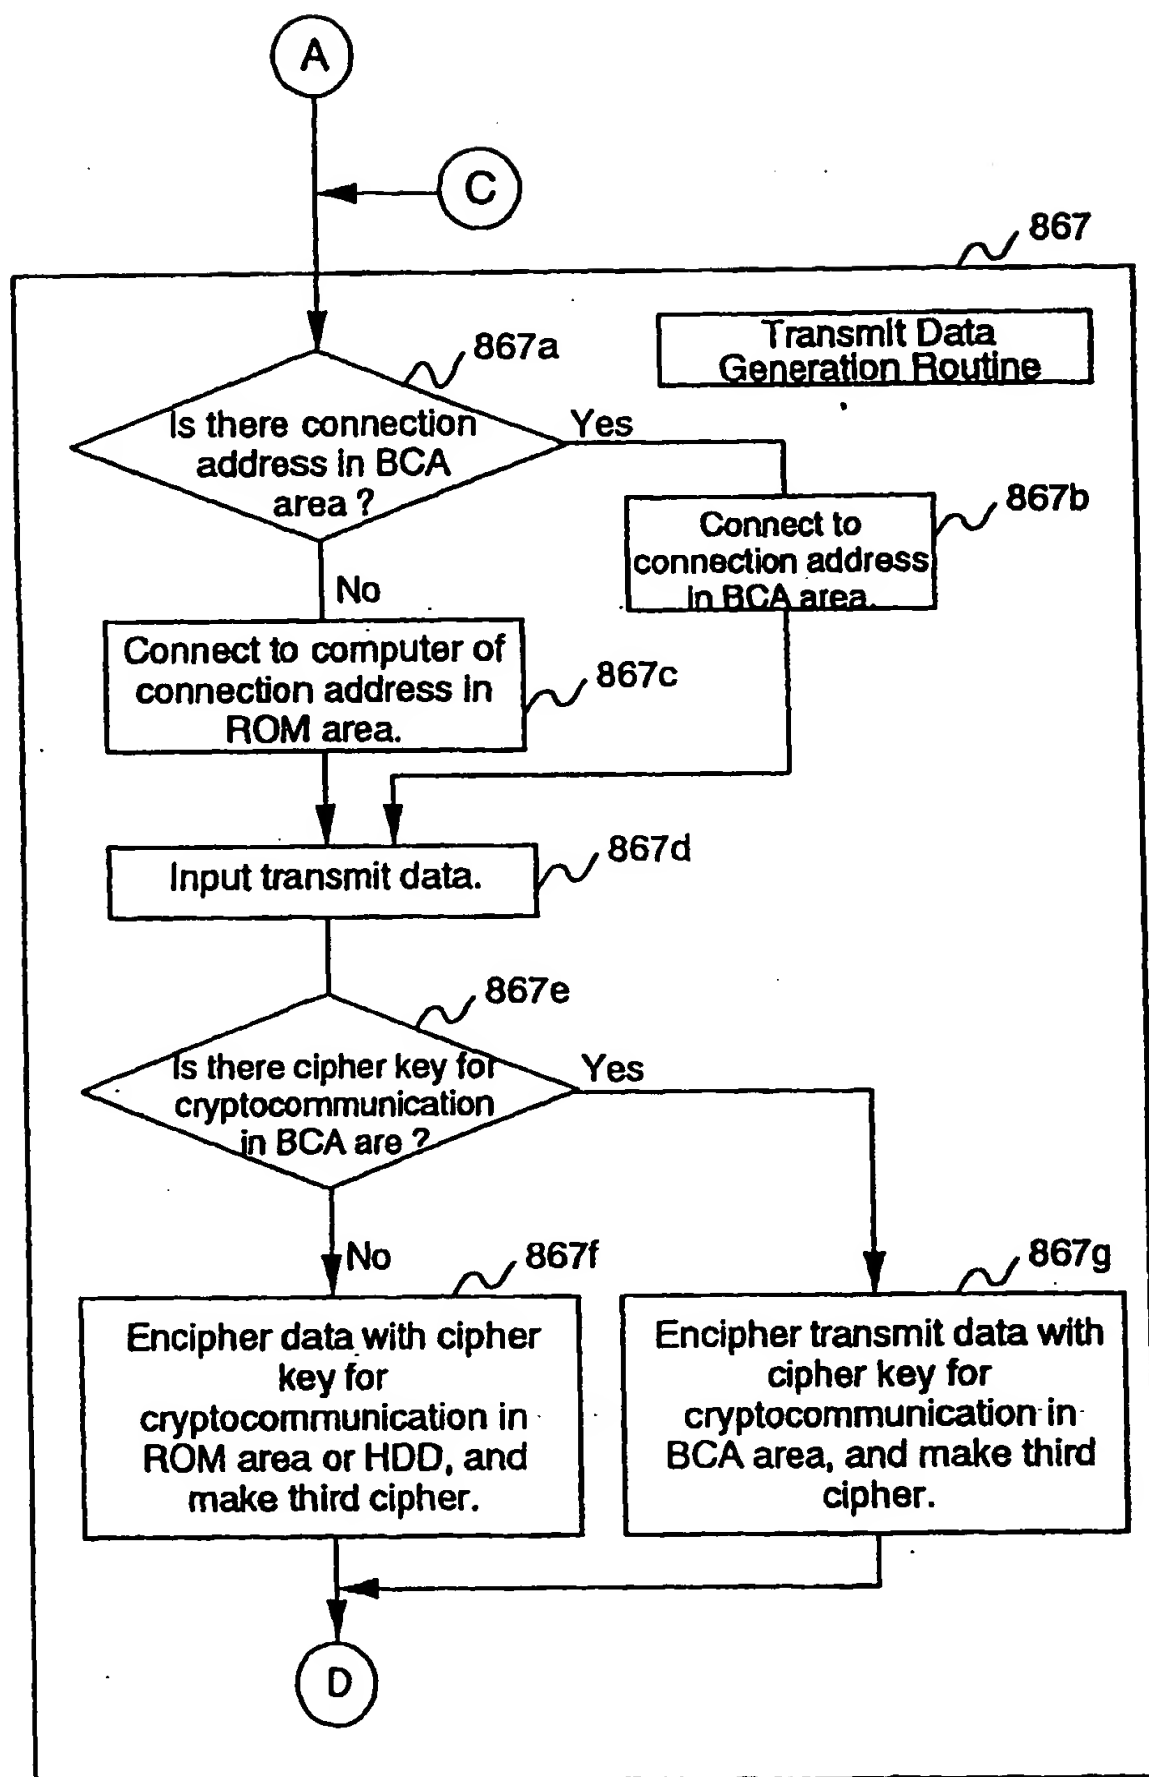 A
C
867
Transmit Data
Generation Routine
867a
Is there connection
address in BCA
area ?
Yes
867b
Connect to
connection address
in BCA area.
No
Connect to computer of
connection address in
ROM area.
867c
Input transmit data.
867d
867e
Is there cipher key for
cryptocommunication
in BCA are ?
Yes
No
867f
Encipher data with cipher
key for
cryptocommunication in
ROM area or HDD, and
make third cipher.
867g
Encipher transmit data with
cipher key for
cryptocommunication in
BCA area, and make third
cipher.
D